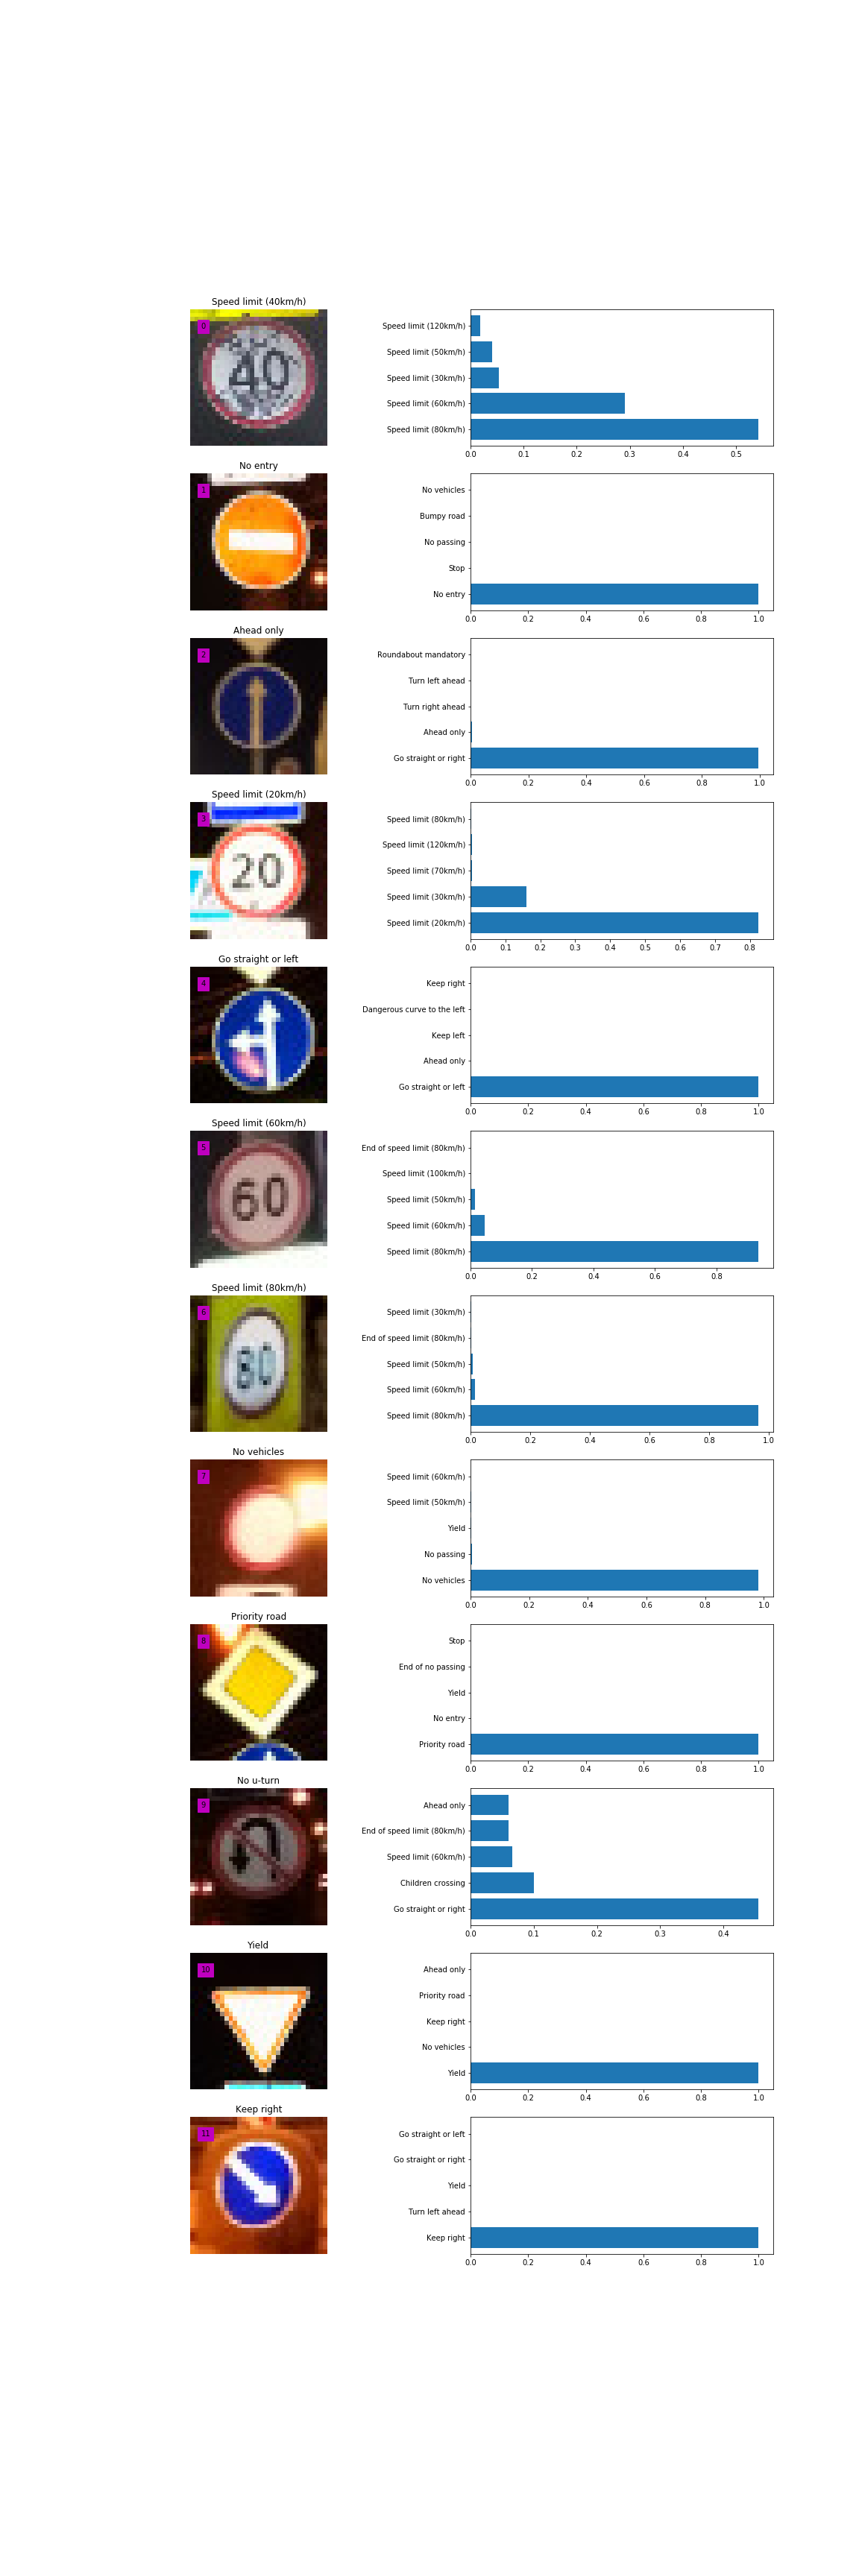 Speed limit (40km/h)
0
40
Speed limit (120km/h)
Speed limit (50km/h)
Speed limit (30km/h)
Speed limit (60km/h)
Speed limit (80km/h)
0.0 0.1 0.2 0.3 0.4 0.5
No entry
1
No vehicles
Bumpy road
No passing
Stop
No entry
0.0 0.2 0.4 0.6 0.8 1.0
Ahead only
2
Roundabout mandatory
Turn left ahead
Turn right ahead
Ahead only
Go straight or right
0.0 0.2 0.4 0.6 0.8 1.0
Speed limit (20km/h)
3
20
Speed limit (80km/h)
Speed limit (120km/h)
Speed limit (70km/h)
Speed limit (30km/h)
Speed limit (20km/h)
0.0 0.1 0.2 0.3 0.4 0.5 0.6 0.7 0.8
Go straight or left
4
Keep right
Dangerous curve to the left
Keep left
Ahead only
Go straight or left
0.0 0.2 0.4 0.6 0.8 1.0
Speed limit (60km/h)
5
60
End of speed limit (80km/h)
Speed limit (100km/h)
Speed limit (50km/h)
Speed limit (60km/h)
Speed limit (80km/h)
0.0 0.2 0.4 0.6 0.8
Speed limit (80km/h)
6
80
Speed limit (30km/h)
End of speed limit (80km/h)
Speed limit (50km/h)
Speed limit (60km/h)
Speed limit (80km/h)
0.0 0.2 0.4 0.6 0.8 1.0
No vehicles
7
Speed limit (60km/h)
Speed limit (50km/h)
Yield
No passing
No vehicles
0.0 0.2 0.4 0.6 0.8 1.0
Priority road
8
Stop
End of no passing
Yield
No entry
Priority road
0.0 0.2 0.4 0.6 0.8 1.0
No u-turn
9
Ahead only
End of speed limit (80km/h)
Speed limit (60km/h)
Children crossing
Go straight or right
0.0 0.1 0.2 0.3 0.4
Yield
10
Ahead only
Priority road
Keep right
No vehicles
Yield
0.0 0.2 0.4 0.6 0.8 1.0
Keep right
11
Go straight or left
Go straight or right
Yield
Turn left ahead
Keep right
0.0 0.2 0.4 0.6 0.8 1.0